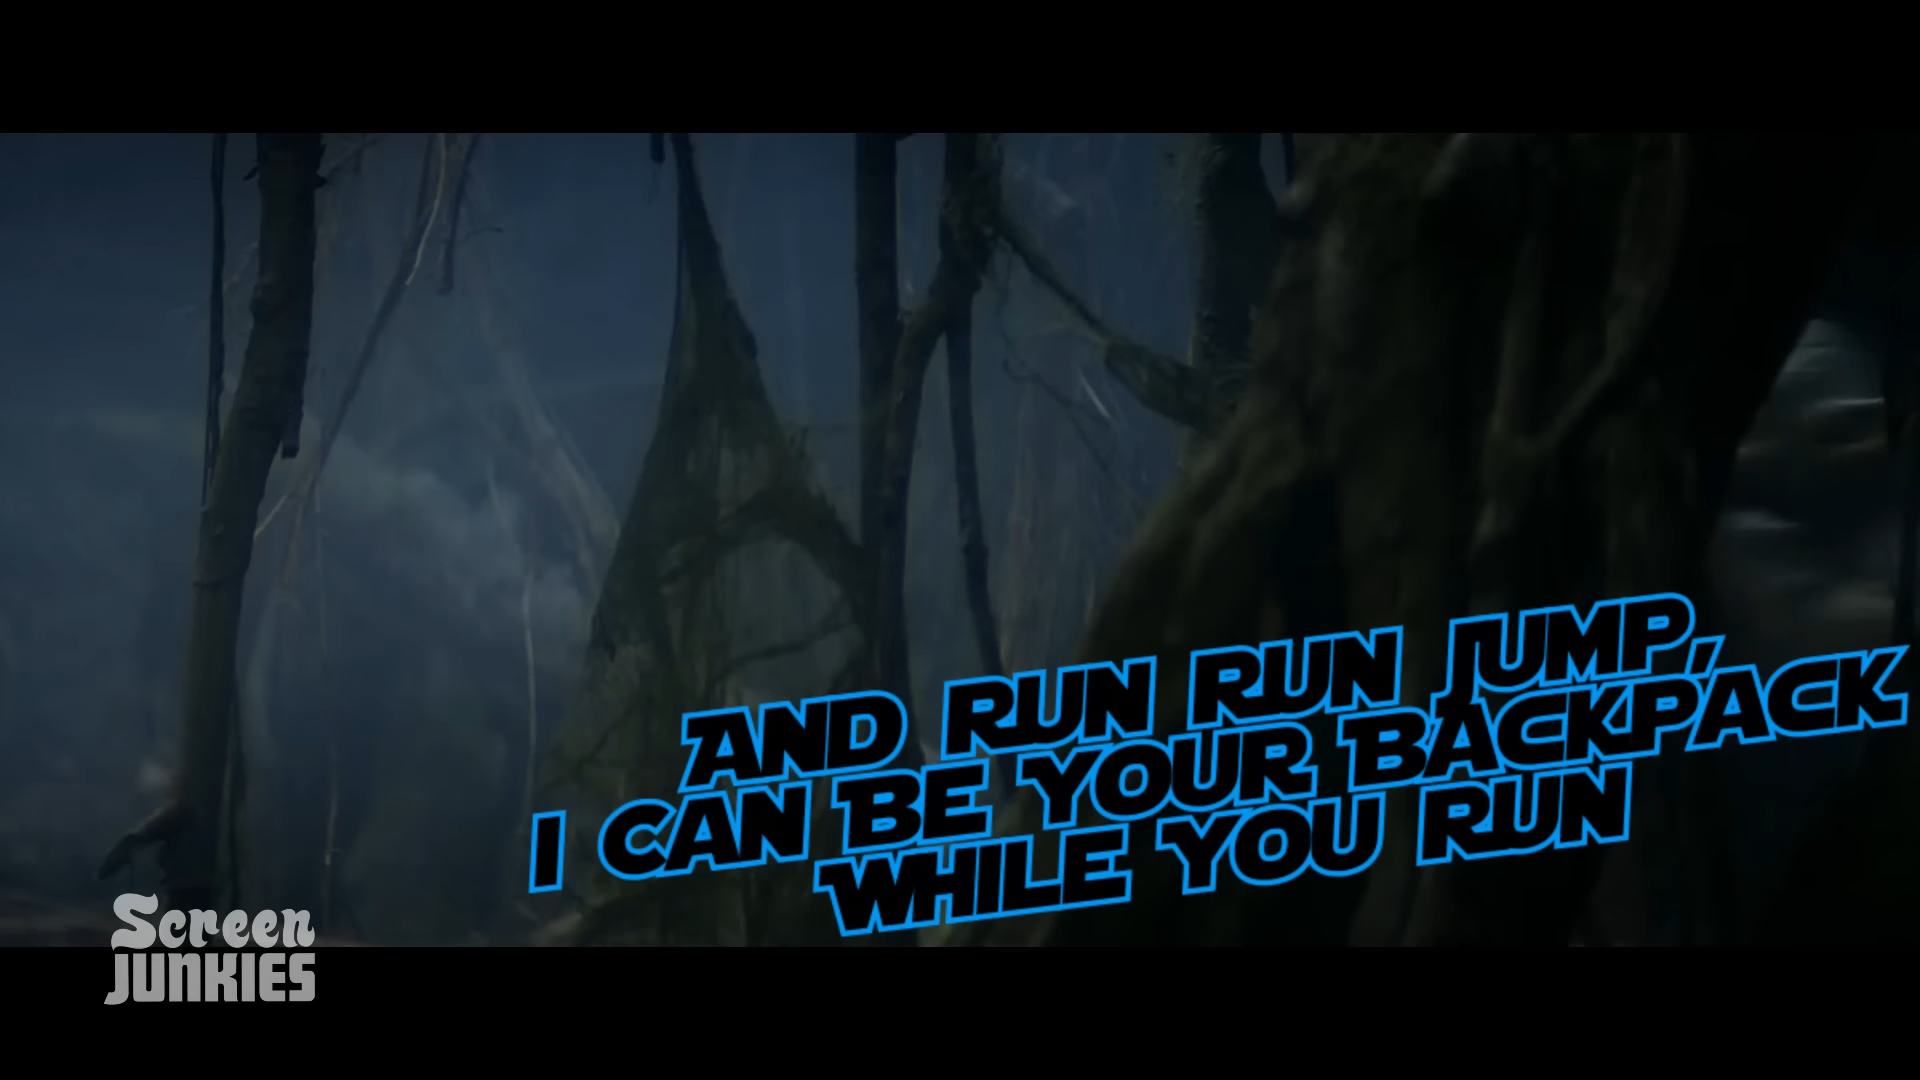 AND RUN RUN JUMP,
I CAN BE YOUR BACKPACK
WHILE YOU RUN
Screen
JUNKIES